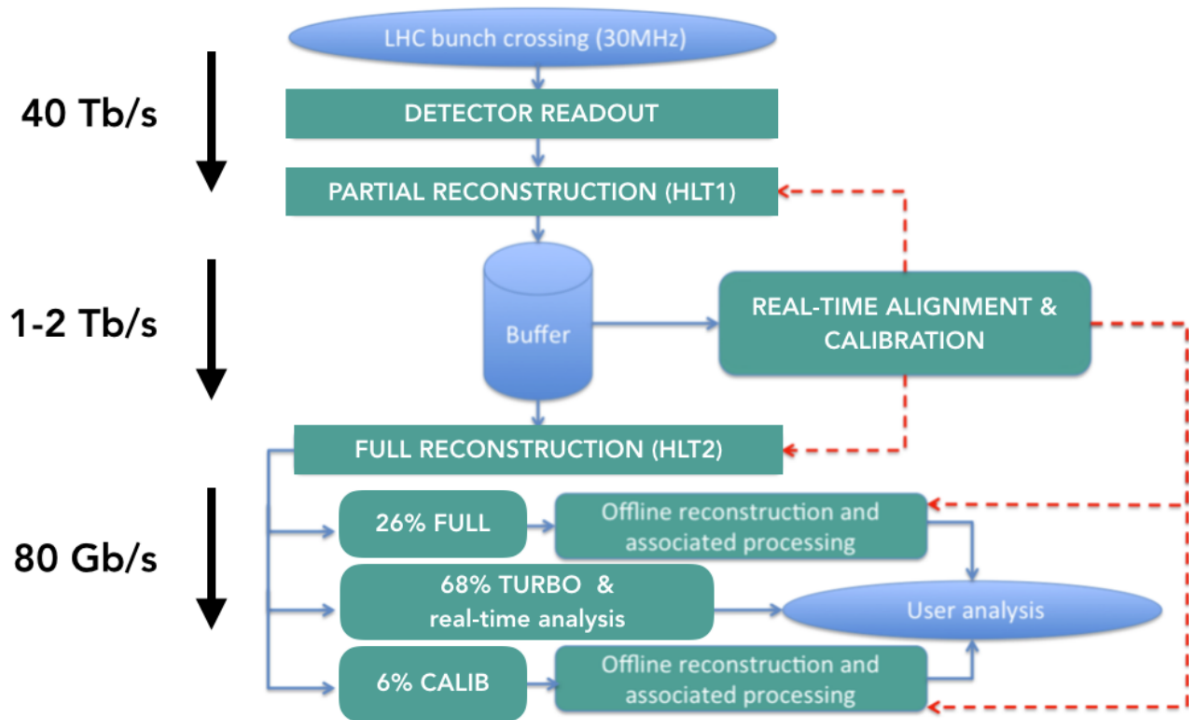 LHC bunch crossing (30MHz)
40 Tb/s
DETECTOR READOUT
PARTIAL RECONSTRUCTION (HLT1)
1-2 Tb/s
Buffer
REAL-TIME ALIGNMENT &
CALIBRATION
FULL RECONSTRUCTION (HLT2)
80 Gb/s
26% FULL
Offline reconstruction and
associated processing
68% TURBO &
real-time analysis
User analysis
6% CALIB
Offline reconstruction and
associated processing